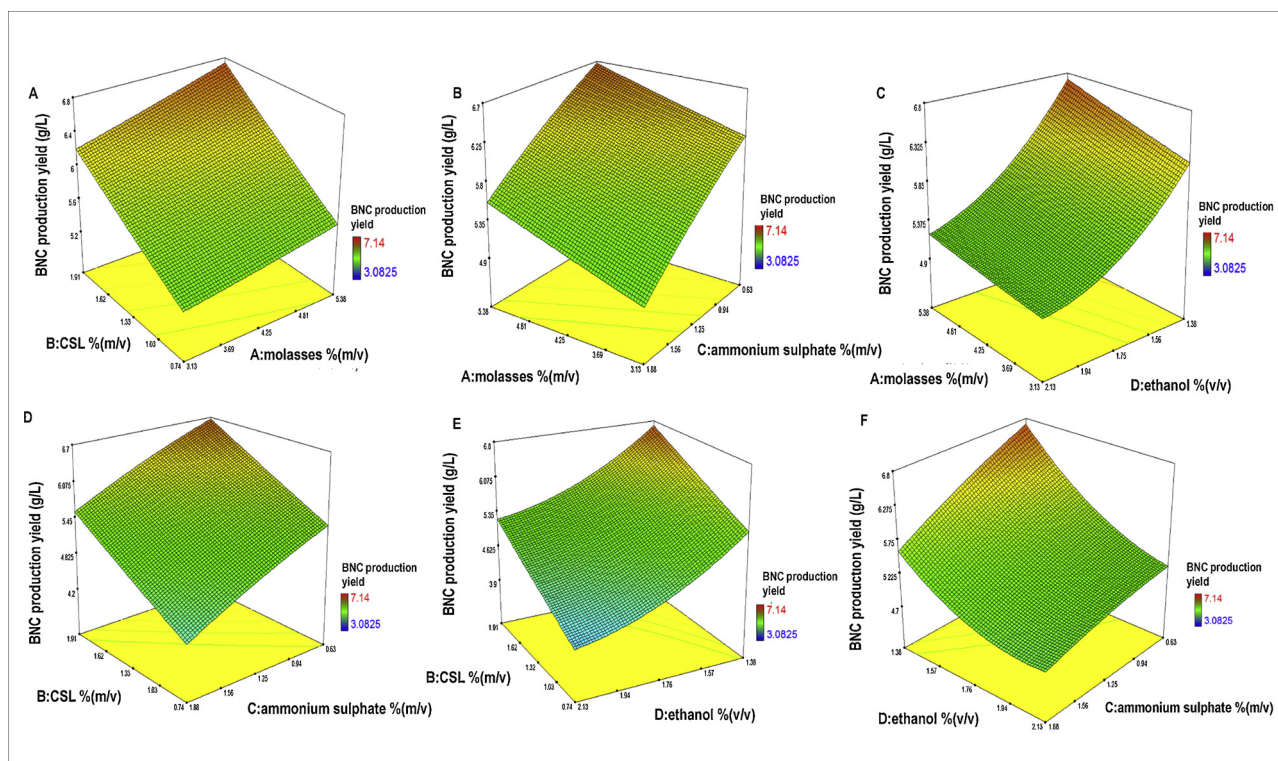 A
BNC production yield (g/L)
6.8
6.4
6
5.6
5.2
1.91
1.62
1.33
1.03
0.74
B:CSL %(m/v)
3.13
3.69
4.25
4.81
5.38
A:molasses %(m/v)
BNC production
yield
7.14
3.0825
B
BNC production yield (g/L)
6.7
6.25
5.8
5.35
4.9
5.38
4.81
4.25
3.69
3.13
A:molasses %(m/v)
1.88
1.56
1.25
0.94
0.63
C:ammonium sulphate %(m/v)
BNC production
yield
7.14
3.0825
C
BNC production yield (g/L)
6.8
6.325
5.85
5.375
4.9
5.38
4.81
4.25
3.69
3.13
A:molasses %(m/v)
2.13
1.94
1.75
1.56
1.38
D:ethanol %(v/v)
BNC production
yield
7.14
3.0825
D
BNC production yield (g/L)
6.7
6.075
5.45
4.825
4.2
1.91
1.62
1.33
1.03
0.74
B:CSL %(m/v)
1.88
1.56
1.25
0.94
0.63
C:ammonium sulphate %(m/v)
BNC production
yield
7.14
3.0825
E
BNC production yield (g/L)
6.8
6.075
5.35
4.625
3.9
1.91
1.62
1.32
1.03
0.74
B:CSL %(m/v)
2.13
1.94
1.76
1.57
1.38
D:ethanol %(v/v)
BNC production
yield
7.14
3.0825
F
BNC production yield (g/L)
6.8
6.275
5.75
5.225
4.7
1.38
1.57
1.76
1.94
2.13
D:ethanol %(v/v)
1.88
1.56
1.25
0.94
0.63
C:ammonium sulphate %(m/v)
BNC production
yield
7.14
3.0825